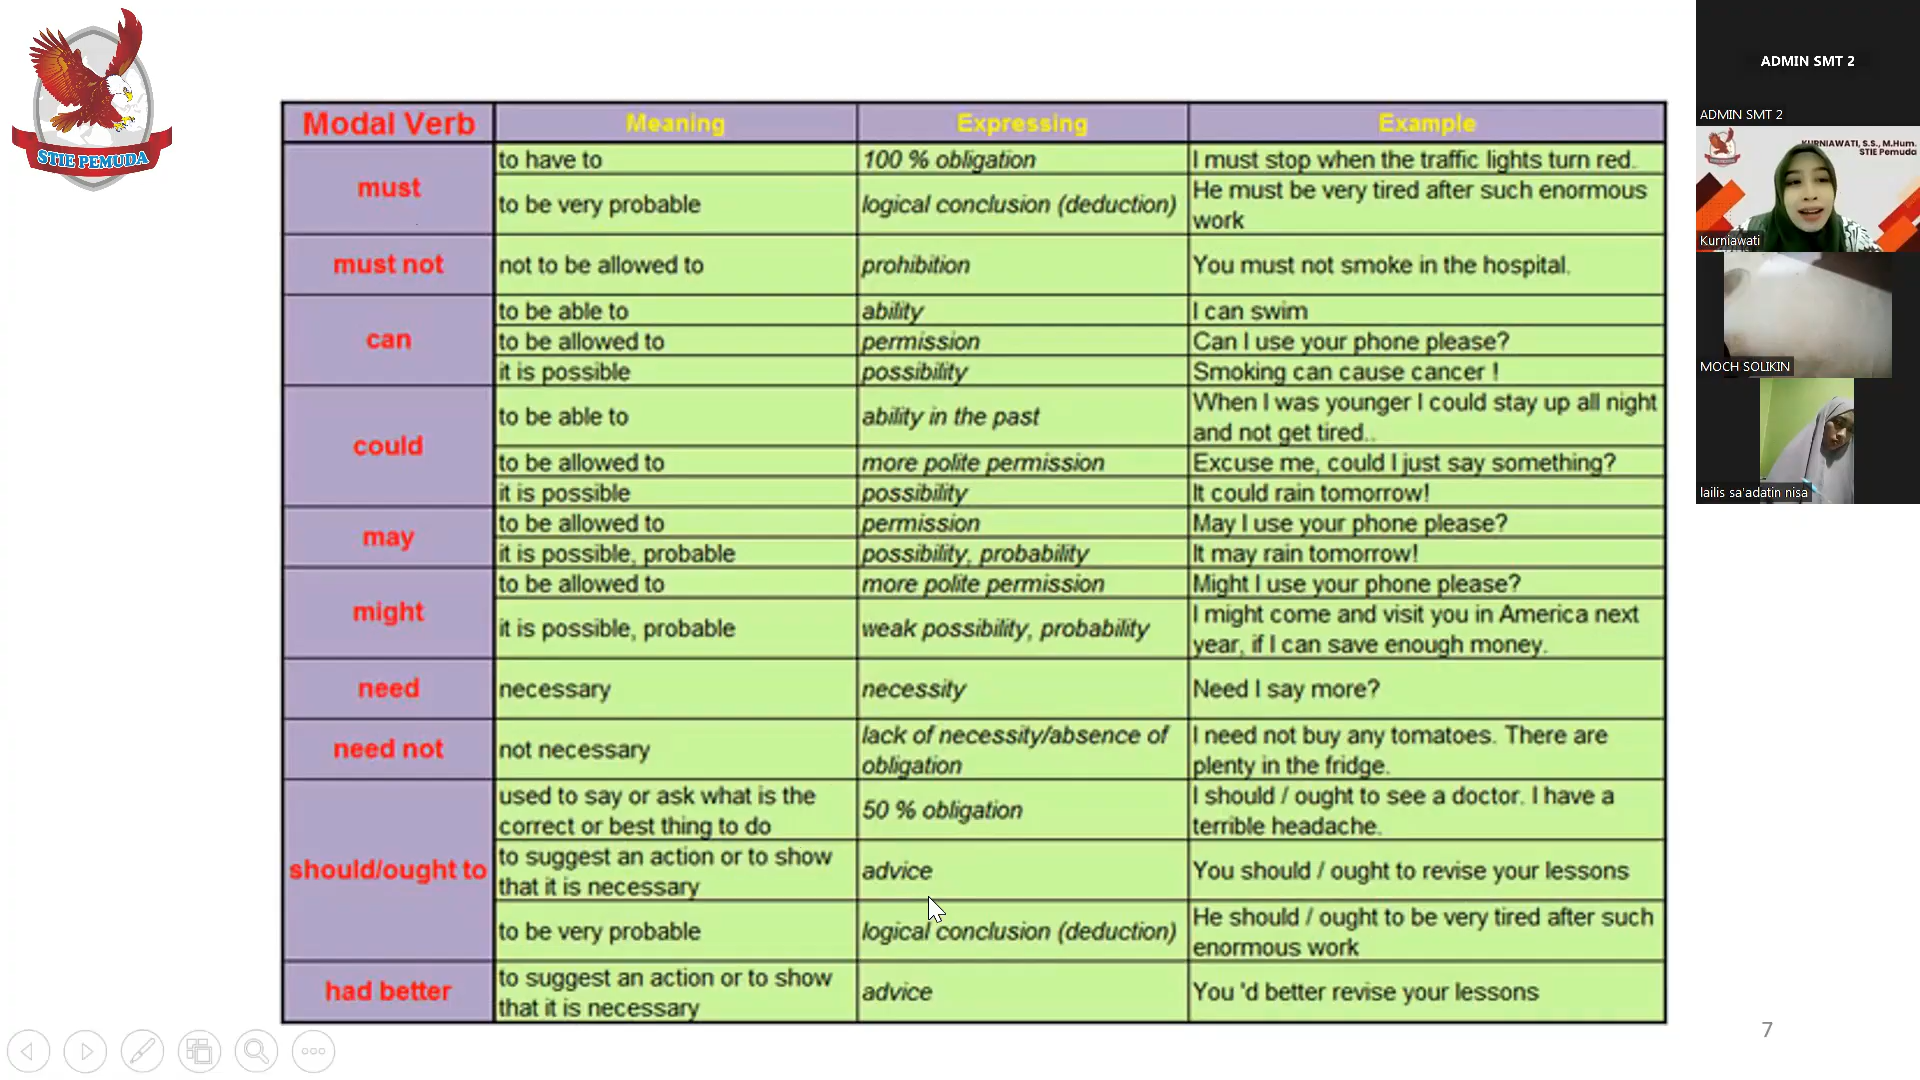 STIE PEMUDA
Modal Verb Meaning Expressing Example
must
to have to 100 % obligation I must stop when the traffic lights turn red.
to be very probable logical conclusion (deduction) He must be very tired after such enormous
work
must not not to be allowed to prohibition You must not smoke in the hospital.
can
to be able to ability I can swim
to be allowed to permission Can I use your phone please?
it is possible possibility Smoking can cause cancer !
could
to be able to ability in the past When I was younger I could stay up all night
and not get tired..
to be allowed to more polite permission Excuse me, could I just say something?
it is possible possibility It could rain tomorrow!
may
to be allowed to permission May I use your phone please?
it is possible, probable possibility, probability It may rain tomorrow!
might
to be allowed to more polite permission Might I use your phone please?
it is possible, probable weak possibility, probability I might come and visit you in America next
year, if I can save enough money.
need necessary necessity Need I say more?
need not not necessary lack of necessity/absence of
obligation I need not buy any tomatoes. There are
plenty in the fridge.
should/ought to
used to say or ask what is the
correct or best thing to do 50 % obligation I should / ought to see a doctor. I have a
terrible headache.
to suggest an action or to show
that it is necessary advice You should / ought to revise your lessons
to be very probable logical conclusion (deduction) He should / ought to be very tired after such
enormous work
had better to suggest an action or to show
that it is necessary advice You 'd better revise your lessons
7
ADMIN SMT 2
ADMIN SMT 2
KURNIAWATI, S.S., M.Hum.
STIE Pemuda
Kurniawati
MOCH SOLIKIN
lailis sa'adatin nisa